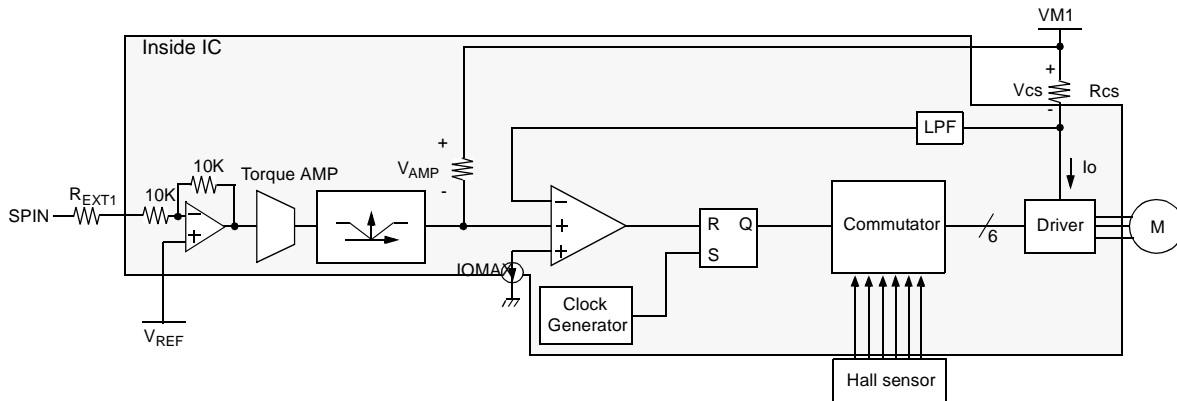 VM1
Inside IC
+
Vcs
Rcs
-
LPF
+
10K
Torque AMP
VAMP
Io
REXT1
10K
-
SPIN
−
−
+
R Q
Commutator
Driver
M
+
+
S
6
IOMAX
Clock
Generator
VREF
Hall sensor